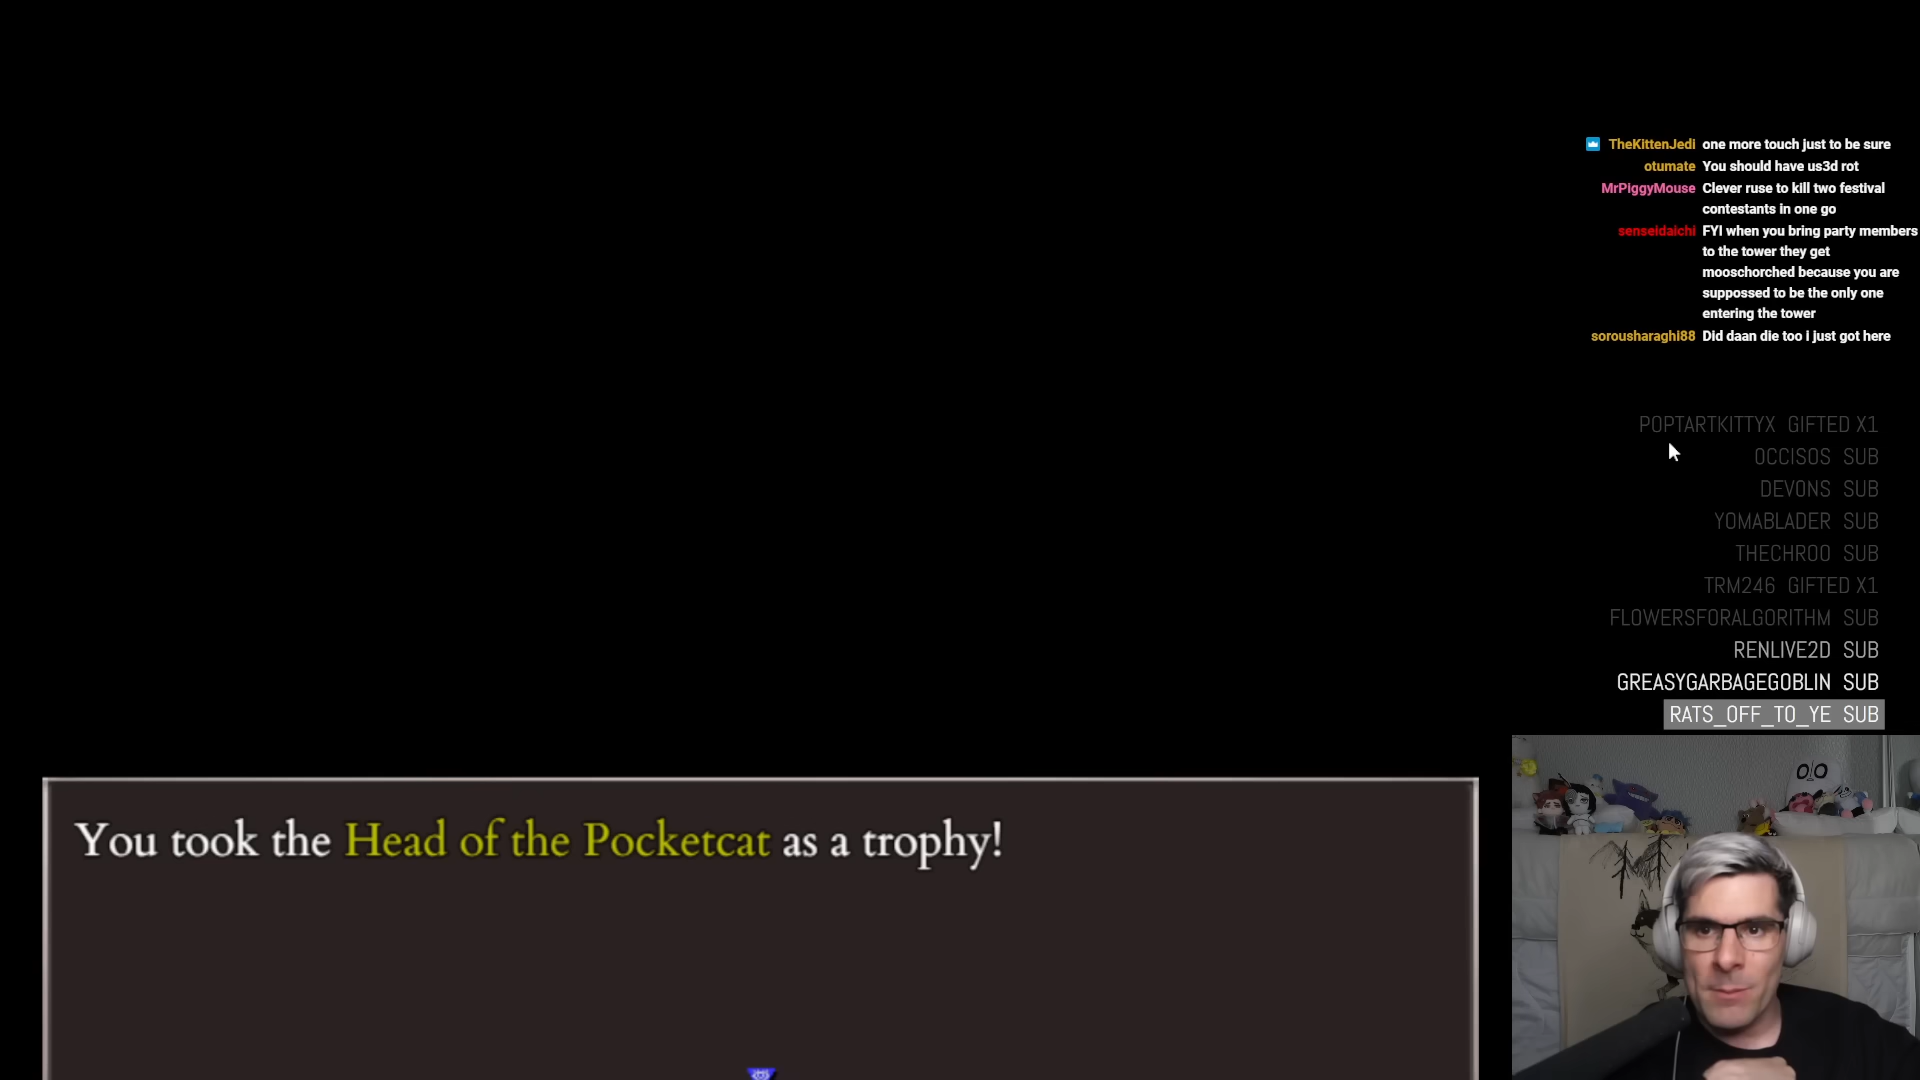 TheKittenJedi one more touch just to be sure
otumate You should have us3d rot
MrPiggyMouse Clever ruse to kill two festival
contestants in one go
senseidaichi FYI when you bring party members
to the tower they get
mooschorched because you are
suppossed to be the only one
entering the tower
sorousharaghi88 Did daan die too i just got here
POPTARTKITTYX GIFTED X1
OCCISOS SUB
DEVONS SUB
YOMABLADER SUB
THECHROO SUB
TRM246 GIFTED X1
FLOWERSFORALGORITHM SUB
RENLIVE2D SUB
GREASYGARBAGEGOBLIN SUB
RATS_OFF_TO_YE SUB
You took the Head of the Pocketcat as a trophy!